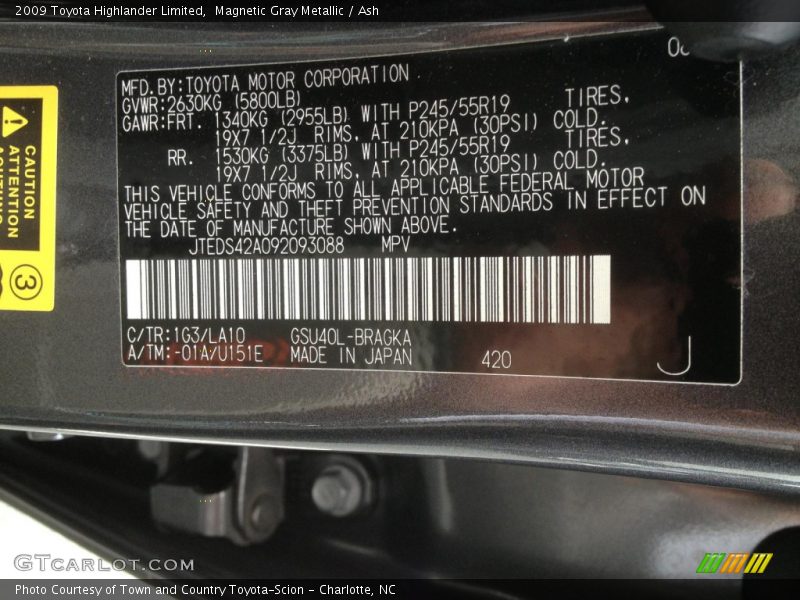 2009 Toyota Highlander Limited, Magnetic Gray Metallic / Ash
MFD.BY:TOYOTA MOTOR CORPORATION
GVWR:2630KG (5800LB)
GAWR:FRT. 1340KG (2955LB) WITH P245/55R19 TIRES,
19X7 1/2J RIMS, AT 210KPA (30PSI) COLD.
RR. 1530KG (3375LB) WITH P245/55R19 TIRES,
19X7 1/2J RIMS, AT 210KPA (30PSI) COLD.
THIS VEHICLE CONFORMS TO ALL APPLICABLE FEDERAL MOTOR
VEHICLE SAFETY AND THEFT PREVENTION STANDARDS IN EFFECT ON
THE DATE OF MANUFACTURE SHOWN ABOVE.
JTEDS42A092093088 MPV
C/TR:1G3/LA10 GSU40L-BRAGKA
A/TM:-01A/U151E MADE IN JAPAN 420
CAUTION
ATTENTION
3
GTCARLOT.COM
Photo Courtesy of Town and Country Toyota-Scion - Charlotte, NC